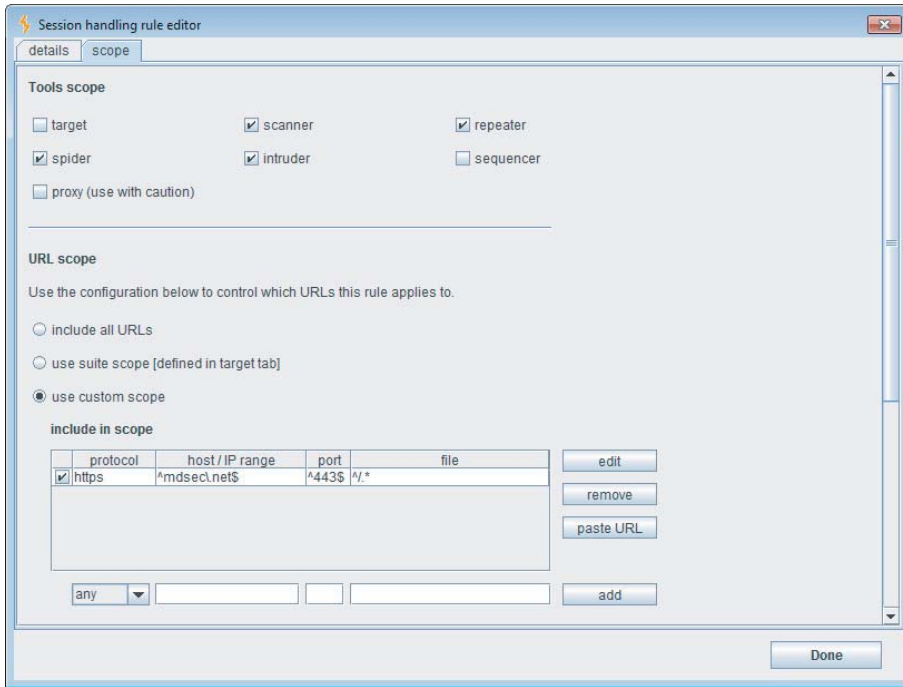 Session handling rule editor
details scope
Tools scope
target scanner repeater
spider intruder sequencer
proxy (use with caution)
URL scope
Use the configuration below to control which URLs this rule applies to.
include all URLs
use suite scope [defined in target tab]
use custom scope
include in scope
protocol host / IP range port file
https ^mdsec\.net$ ^443$ ^/.*
edit
remove
paste URL
any add
Done